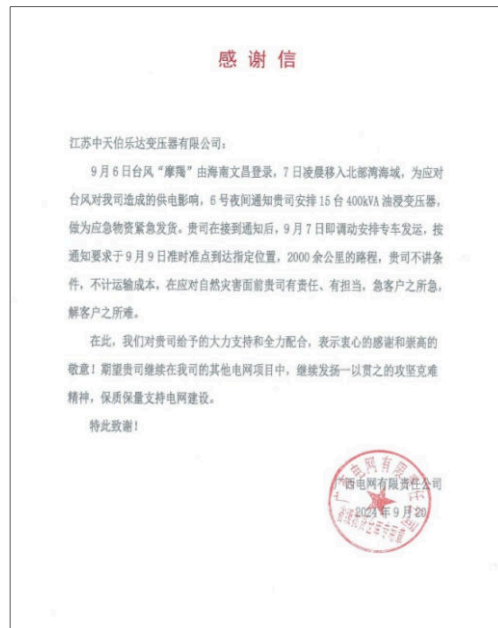 感谢信
江苏中天伯乐达变压器有限公司:
9月6日台风“摩羯”由海南文昌登录,7日凌晨移入北部湾海域,为应对
台风对我司造成的供电影响,6号夜间通知贵司安排15台400kVA油浸变压器,
做为应急物资紧急发货。贵司在接到通知后,9月7日即调动安排专车发运,按
通知要求于9月9日准时准点到达指定位置,2000余公里的路程,贵司不讲条
件,不计运输成本,在应对自然灾害面前贵司有责任、有担当,急客户之所急,
解客户之所难。
在此,我们对贵司给予的大力支持和全力配合,表示衷心的感谢和崇高的
敬意!期望贵司继续在我司的其他电网项目中,继续发扬一以贯之的攻坚克难
精神,保质保量支持电网建设。
特此致谢!
西电网有限责任公司
2024年9月20
广西电网有限责任公司